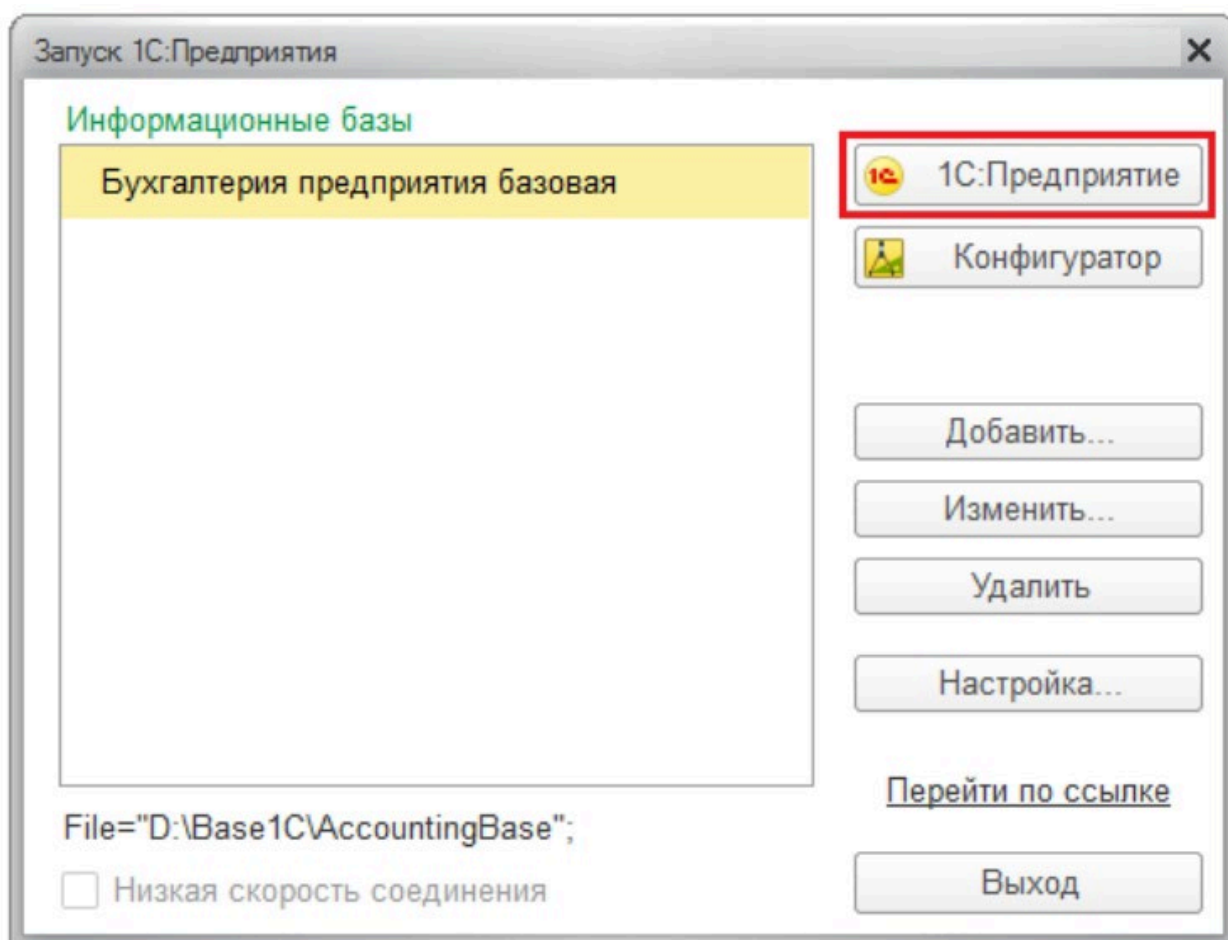 Запуск 1С:Предприятия
Информационные базы
Бухгалтерия предприятия базовая
1С:Предприятие
Конфигуратор
Добавить...
Изменить...
Удалить
Настройка...
Перейти по ссылке
File="D:\Base1C\AccountingBase";
Низкая скорость соединения
Выход